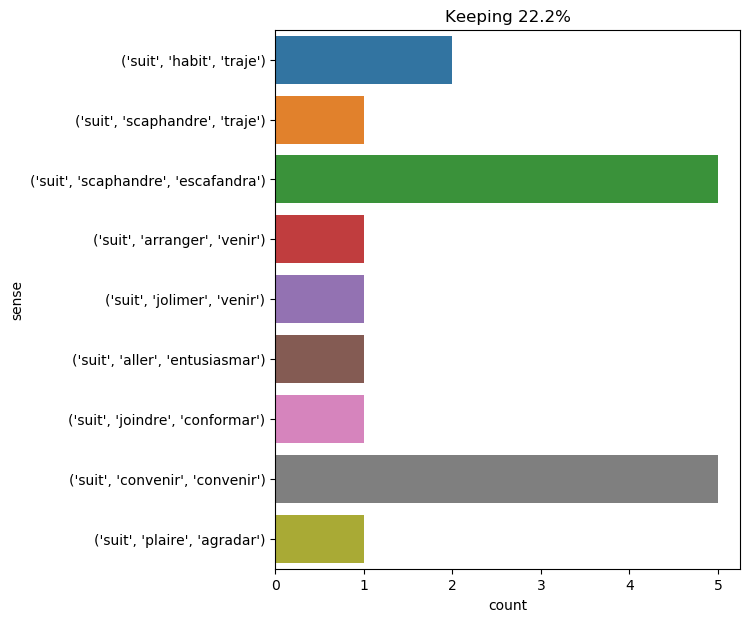 Keeping 22.2%
('suit', 'habit', 'traje')
('suit', 'scaphandre', 'traje')
('suit', 'scaphandre', 'escafandra')
('suit', 'arranger', 'venir')
('suit', 'jolimer', 'venir')
('suit', 'aller', 'entusiasmar')
('suit', 'joindre', 'conformar')
('suit', 'convenir', 'convenir')
('suit', 'plaire', 'agradar')
sense
0 1 2 3 4 5
count